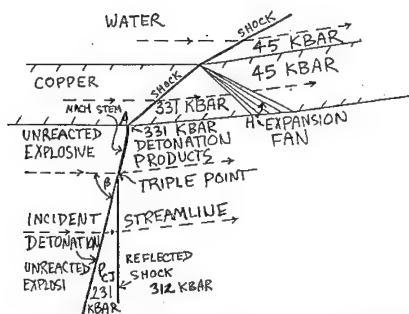 WATER
SHOCK
45 KBAR
45 KBAR
COPPER
SHOCK
MACH STEM
331 KBAR
UNREACTED
EXPLOSIVE
331 KBAR
DETONATION
PRODUCTS
H
EXPANSION
FAN
β
TRIPLE POINT
INCIDENT
DETONATION
STREAMLINE
UNREACTED
EXPLOSI
PCJ
231
KBAR
REFLECTED
SHOCK
312 KBAR